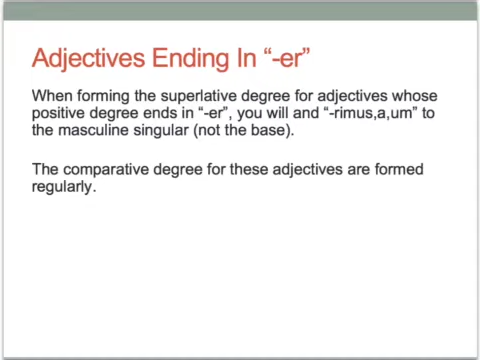 Adjectives Ending In “-er”
When forming the superlative degree for adjectives whose
positive degree ends in “-er”, you will and “-rimus,a,um” to
the masculine singular (not the base).
The comparative degree for these adjectives are formed
regularly.